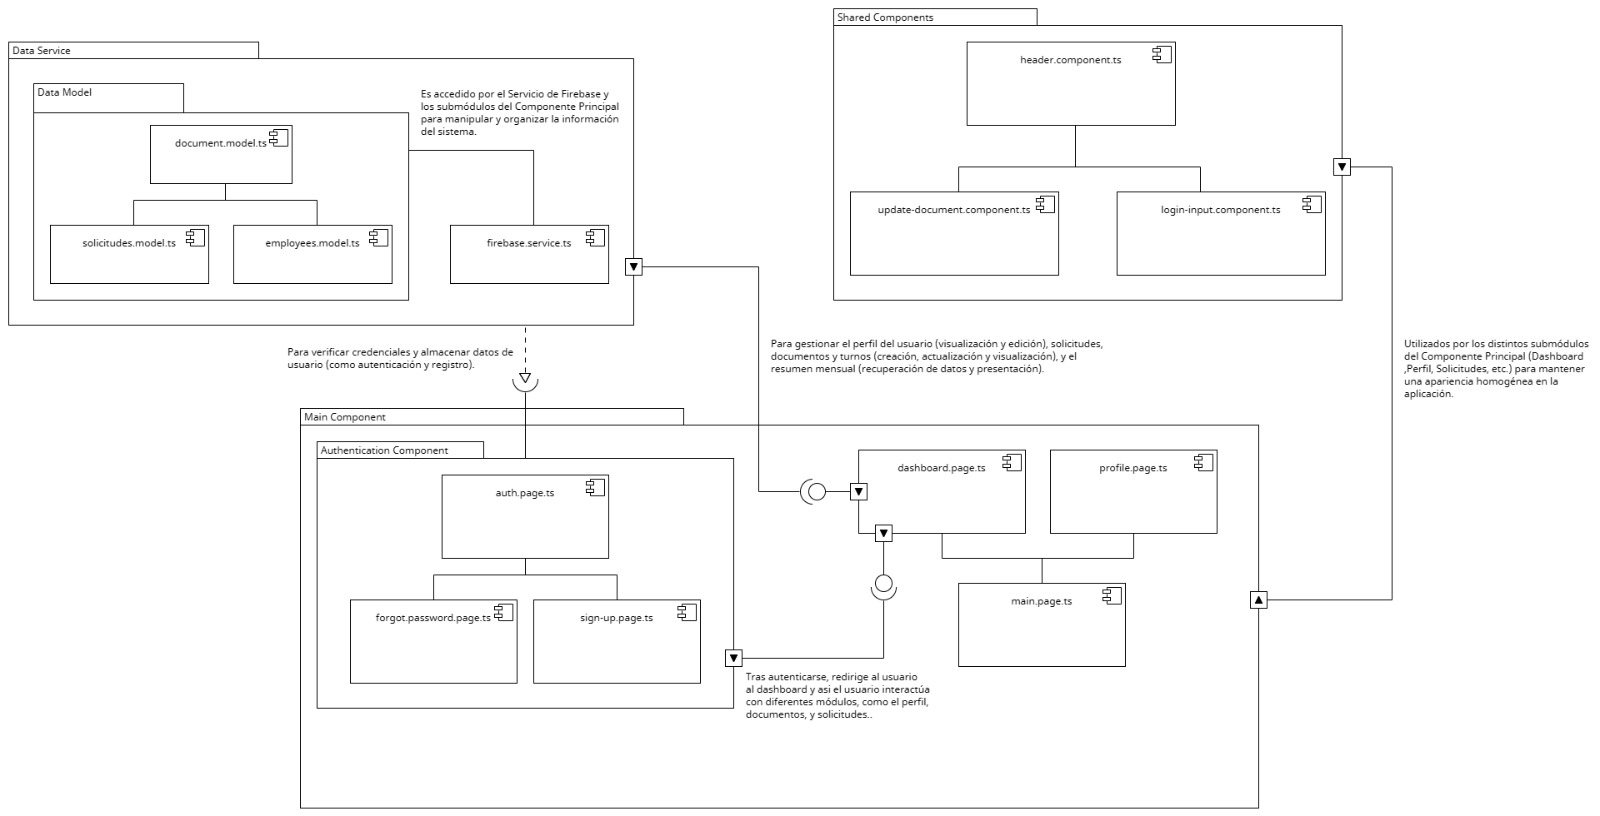 Shared Components
header.component.ts
update-document.component.ts
login-input.component.ts
Data Service
Data Model
document.model.ts
solicitudes.model.ts
employees.model.ts
Es accedido por el Servicio de Firebase y
los submódulos del Componente Principal
para manipular y organizar la información
del sistema.
firebase.service.ts
Para verificar credenciales y almacenar datos de
usuario (como autenticación y registro).
Para gestionar el perfil del usuario (visualización y edición), solicitudes,
documentos y turnos (creación, actualización y visualización), y el
resumen mensual (recuperación de datos y presentación).
Utilizados por los distintos submódulos
del Componente Principal (Dashboard
,Perfil, Solicitudes, etc.) para mantener
una apariencia homogénea en la
aplicación.
Main Component
Authentication Component
auth.page.ts
forgot.password.page.ts
sign-up.page.ts
dashboard.page.ts
profile.page.ts
main.page.ts
Tras autenticarse, redirige al usuario
al dashboard y asi el usuario interactúa
con diferentes módulos, como el perfil,
documentos, y solicitudes..